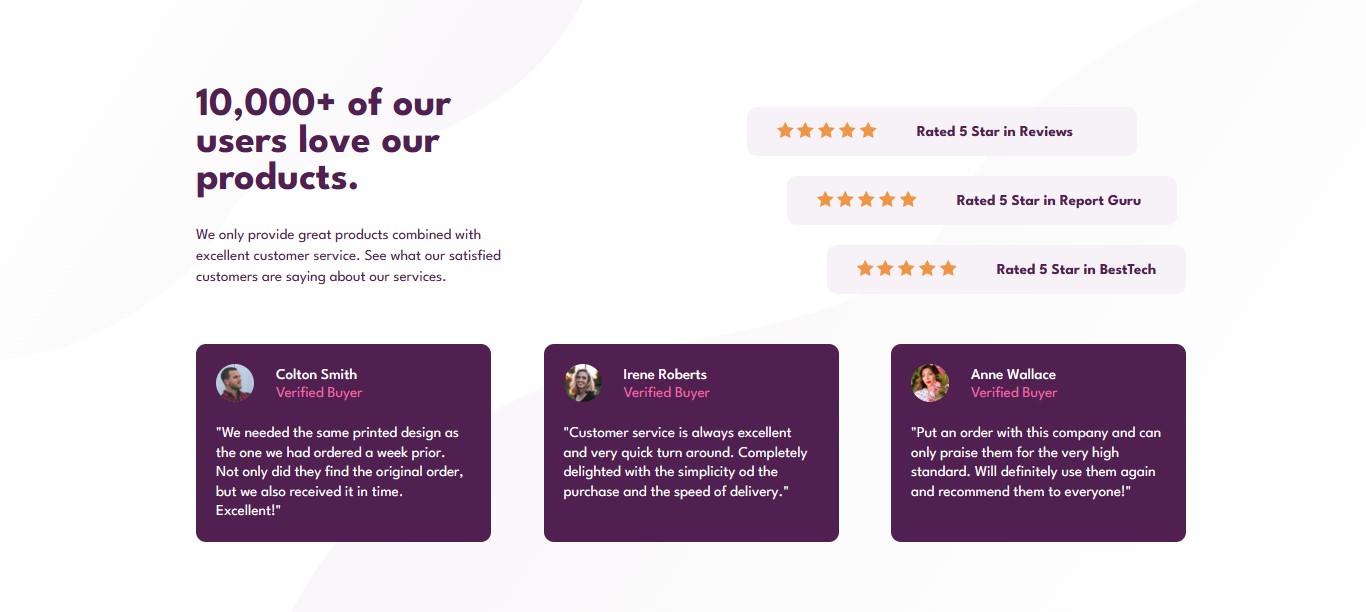 10,000+ of our
users love our
products.
We only provide great products combined with
excellent customer service. See what our satisfied
customers are saying about our services.
Rated 5 Star in Reviews
Rated 5 Star in Report Guru
Rated 5 Star in BestTech
Colton Smith
Verified Buyer
"We needed the same printed design as
the one we had ordered a week prior.
Not only did they find the original order,
but we also received it in time.
Excellent!"
Irene Roberts
Verified Buyer
"Customer service is always excellent
and very quick turn around. Completely
delighted with the simplicity od the
purchase and the speed of delivery."
Anne Wallace
Verified Buyer
"Put an order with this company and can
only praise them for the very high
standard. Will definitely use them again
and recommend them to everyone!"